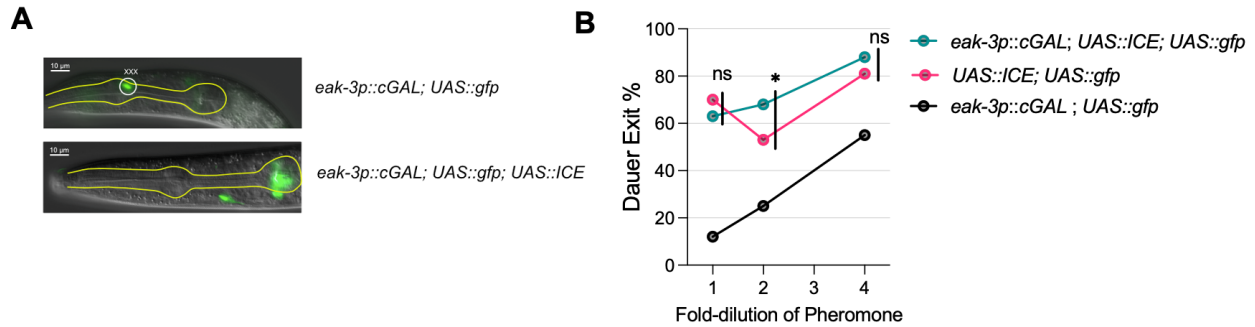 A
10 µm
XXX
eak-3p::cGAL; UAS::gfp
10 µm
eak-3p::cGAL; UAS::gfp; UAS::ICE
B
Dauer Exit %
100
80
60
40
20
0
ns
*
ns
1
2
3
4
Fold-dilution of Pheromone
eak-3p::cGAL; UAS::ICE; UAS::gfp
UAS::ICE; UAS::gfp
eak-3p::cGAL ; UAS::gfp